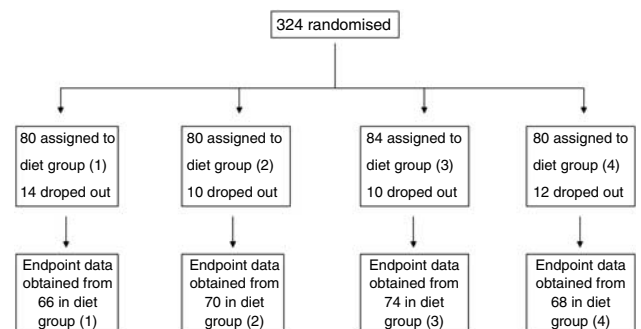 324 randomised
80 assigned to
diet group (1)
14 droped out
80 assigned to
diet group (2)
10 droped out
84 assigned to
diet group (3)
10 droped out
80 assigned to
diet group (4)
12 droped out
Endpoint data
obtained from
66 in diet
group (1)
Endpoint data
obtained from
70 in diet
group (2)
Endpoint data
obtained from
74 in diet
group (3)
Endpoint data
obtained from
68 in diet
group (4)